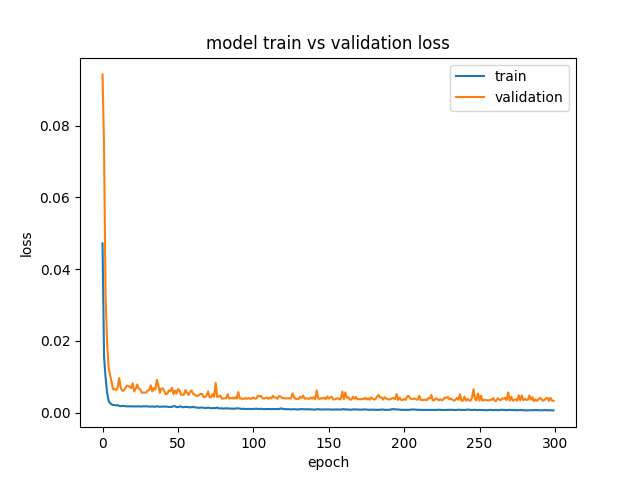 model train vs validation loss
train
validation
0.08
0.06
0.04
0.02
0.00
loss
0 50 100 150 200 250 300
epoch